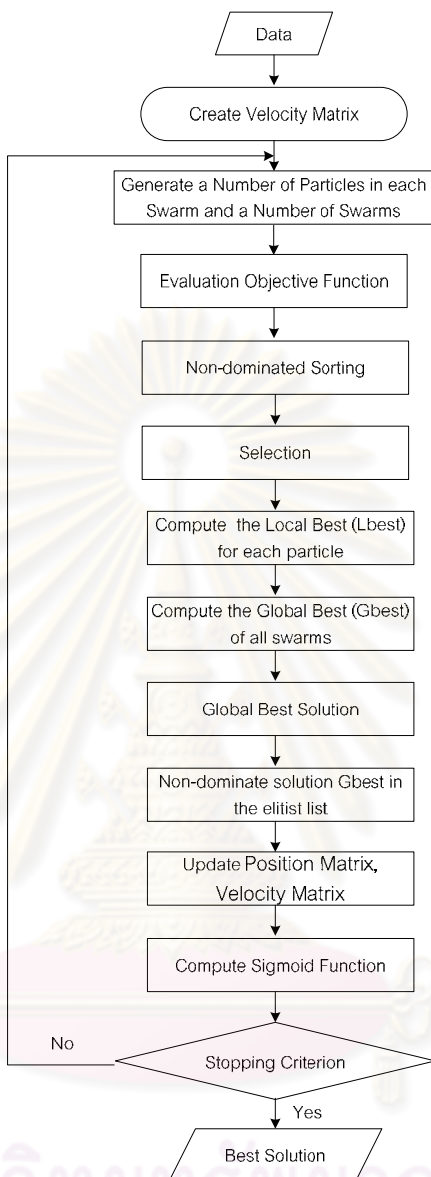 Data
Create Velocity Matrix
Generate a Number of Particles in each
Swarm and a Number of Swarms
Evaluation Objective Function
Non-dominated Sorting
Selection
Compute the Local Best (Lbest)
for each particle
Compute the Global Best (Gbest)
of all swarms
Global Best Solution
Non-dominate solution Gbest in
the elitist list
Update Position Matrix,
Velocity Matrix
Compute Sigmoid Function
No
Stopping Criterion
Yes
Best Solution